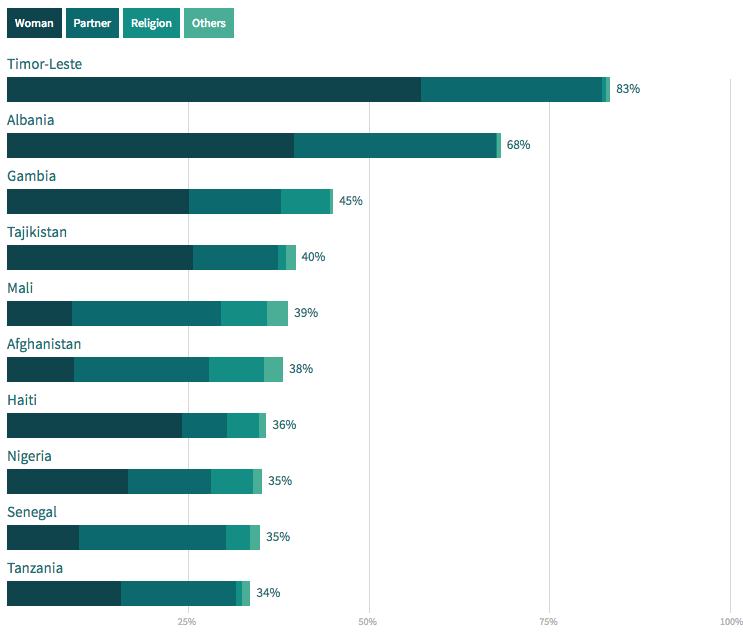 Woman Partner Religion Others
Timor-Leste
83%
Albania
68%
Gambia
45%
Tajikistan
40%
Mali
39%
Afghanistan
38%
Haiti
36%
Nigeria
35%
Senegal
35%
Tanzania
34%
25% 50% 75% 100%